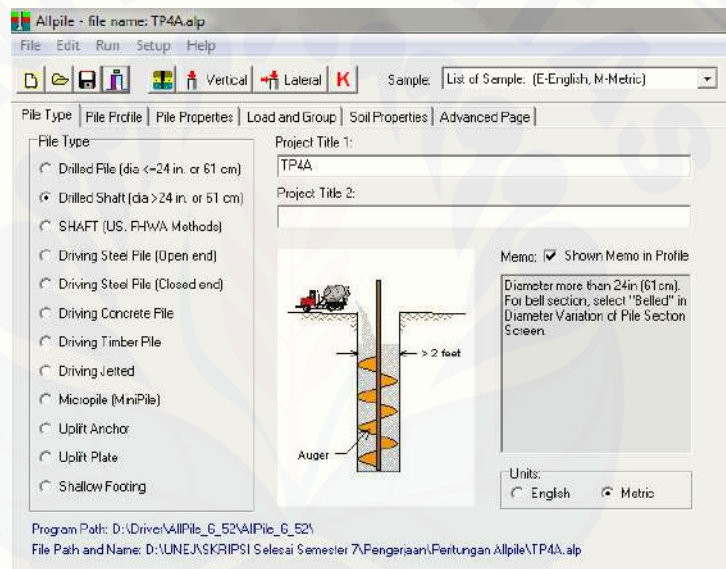 Allpile - file name: TP4A.alp
File Edit Run Setup Help
Vertical Lateral K Sample: List of Sample: (E-English, M-Metric)
Pile Type Pile Profile Pile Properties Load and Group Soil Properties Advanced Page
Pile Type
Drilled Pile (dia <=24 in. or 61 cm)
Drilled Shaft (dia >24 in. or 61 cm)
SHAFT (US. FHWA Methods)
Driving Steel Pile (Open end)
Driving Steel Pile (Closed end)
Driving Concrete Pile
Driving Timber Pile
Driving Jetted
Micropile (MiniPile)
Uplift Anchor
Uplift Plate
Shallow Footing
Project Title 1:
TP4A
Project Title 2:
> 2 feet
Auger
Memo: Shown Memo in Profile
Diameter more than 24in (61cm).
For bell section, select "Belled" in
Diameter Variation of Pile Section
Screen.
Units:
English Metric
Program Path: D:\Driver\AllPile_6_52\AllPile_6_52\
File Path and Name: D:\UNEJ\SKRIPSI Selesai Semester 7\Pengerjaan\Peritungan Allpile\TP4A.alp